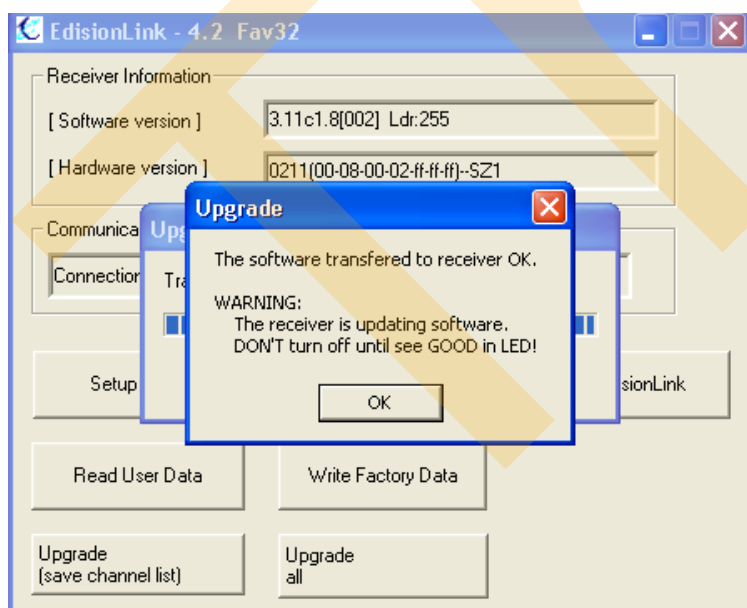 EdisionLink - 4.2 Fav32
Receiver Information
[ Software version ]
3.11c1.8[002] Ldr:255
[ Hardware version ]
0211(00-08-00-02-ff-ff-ff)--SZ1
Communica
Connection
Upgrade
The software transfered to receiver OK.
WARNING:
The receiver is updating software.
DON'T turn off until see GOOD in LED!
OK
Setup
Read User Data
Write Factory Data
Upgrade
(save channel list)
Upgrade
all